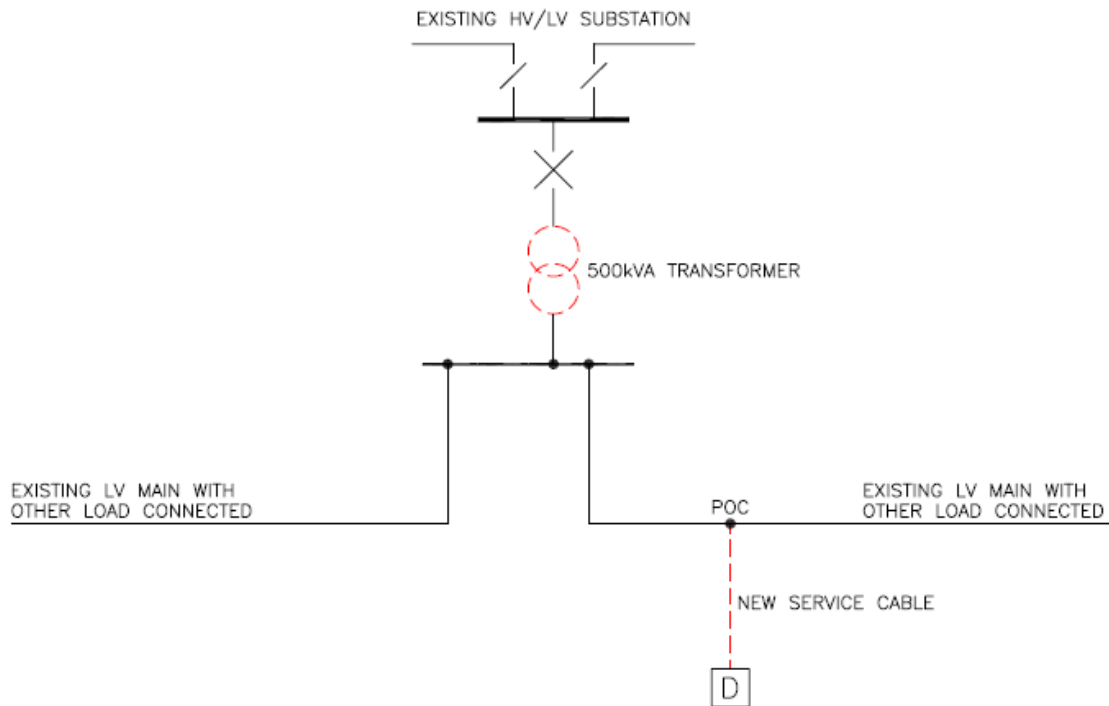 EXISTING HV/LV SUBSTATION
500kVA TRANSFORMER
EXISTING LV MAIN WITH
OTHER LOAD CONNECTED
POC
EXISTING LV MAIN WITH
OTHER LOAD CONNECTED
NEW SERVICE CABLE
D